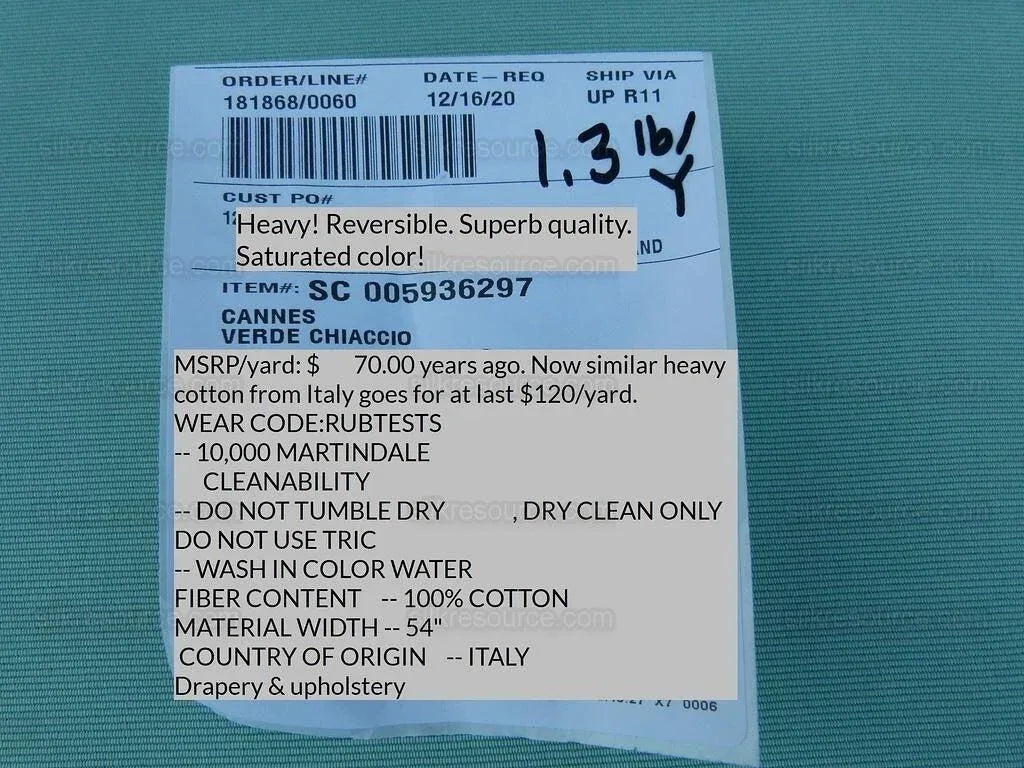 ORDER/LINE# DATE—REQ SHIP VIA
181868/0060 12/16/20 UP R11
1.3 lb/
Y
CUST PO#
12
Heavy! Reversible. Superb quality.
Saturated color!
AND
ITEM#: SC 005936297
CANNES
VERDE CHIACCIO
MSRP/yard: $ 70.00 years ago. Now similar heavy
cotton from Italy goes for at last $120/yard.
WEAR CODE:RUBTESTS
-- 10,000 MARTINDALE
CLEANABILITY
-- DO NOT TUMBLE DRY , DRY CLEAN ONLY
DO NOT USE TRIC
-- WASH IN COLOR WATER
FIBER CONTENT -- 100% COTTON
MATERIAL WIDTH -- 54"
COUNTRY OF ORIGIN -- ITALY
Drapery & upholstery
X7 0006
silkresource.com